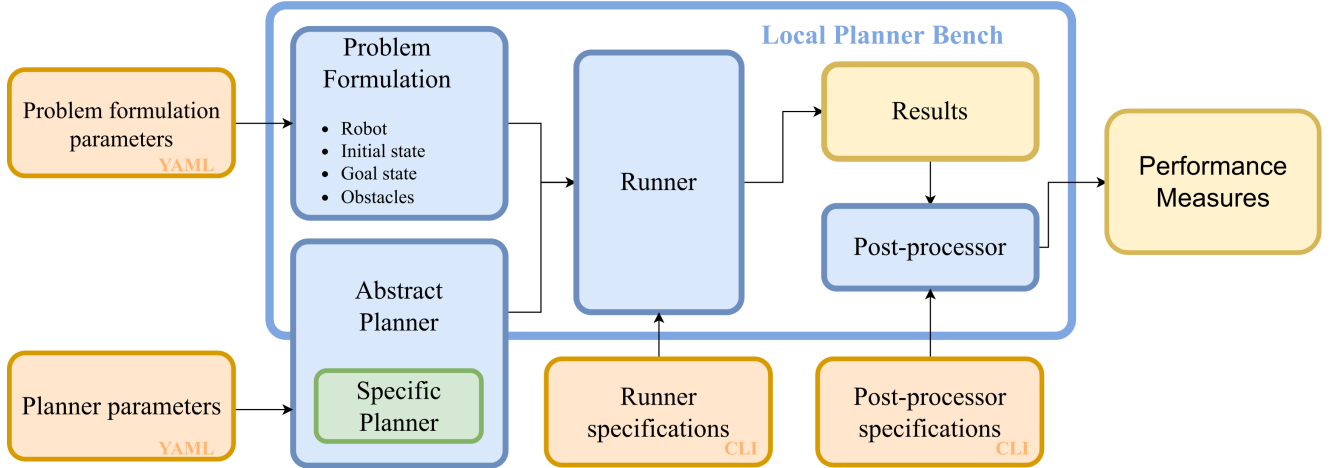 Local Planner Bench
Problem formulation
parameters
YAML
Problem
Formulation
• Robot
• Initial state
• Goal state
• Obstacles
Runner
Results
Post-processor
Performance
Measures
Planner parameters
YAML
Abstract
Planner
Specific
Planner
Runner
specifications
CLI
Post-processor
specifications
CLI